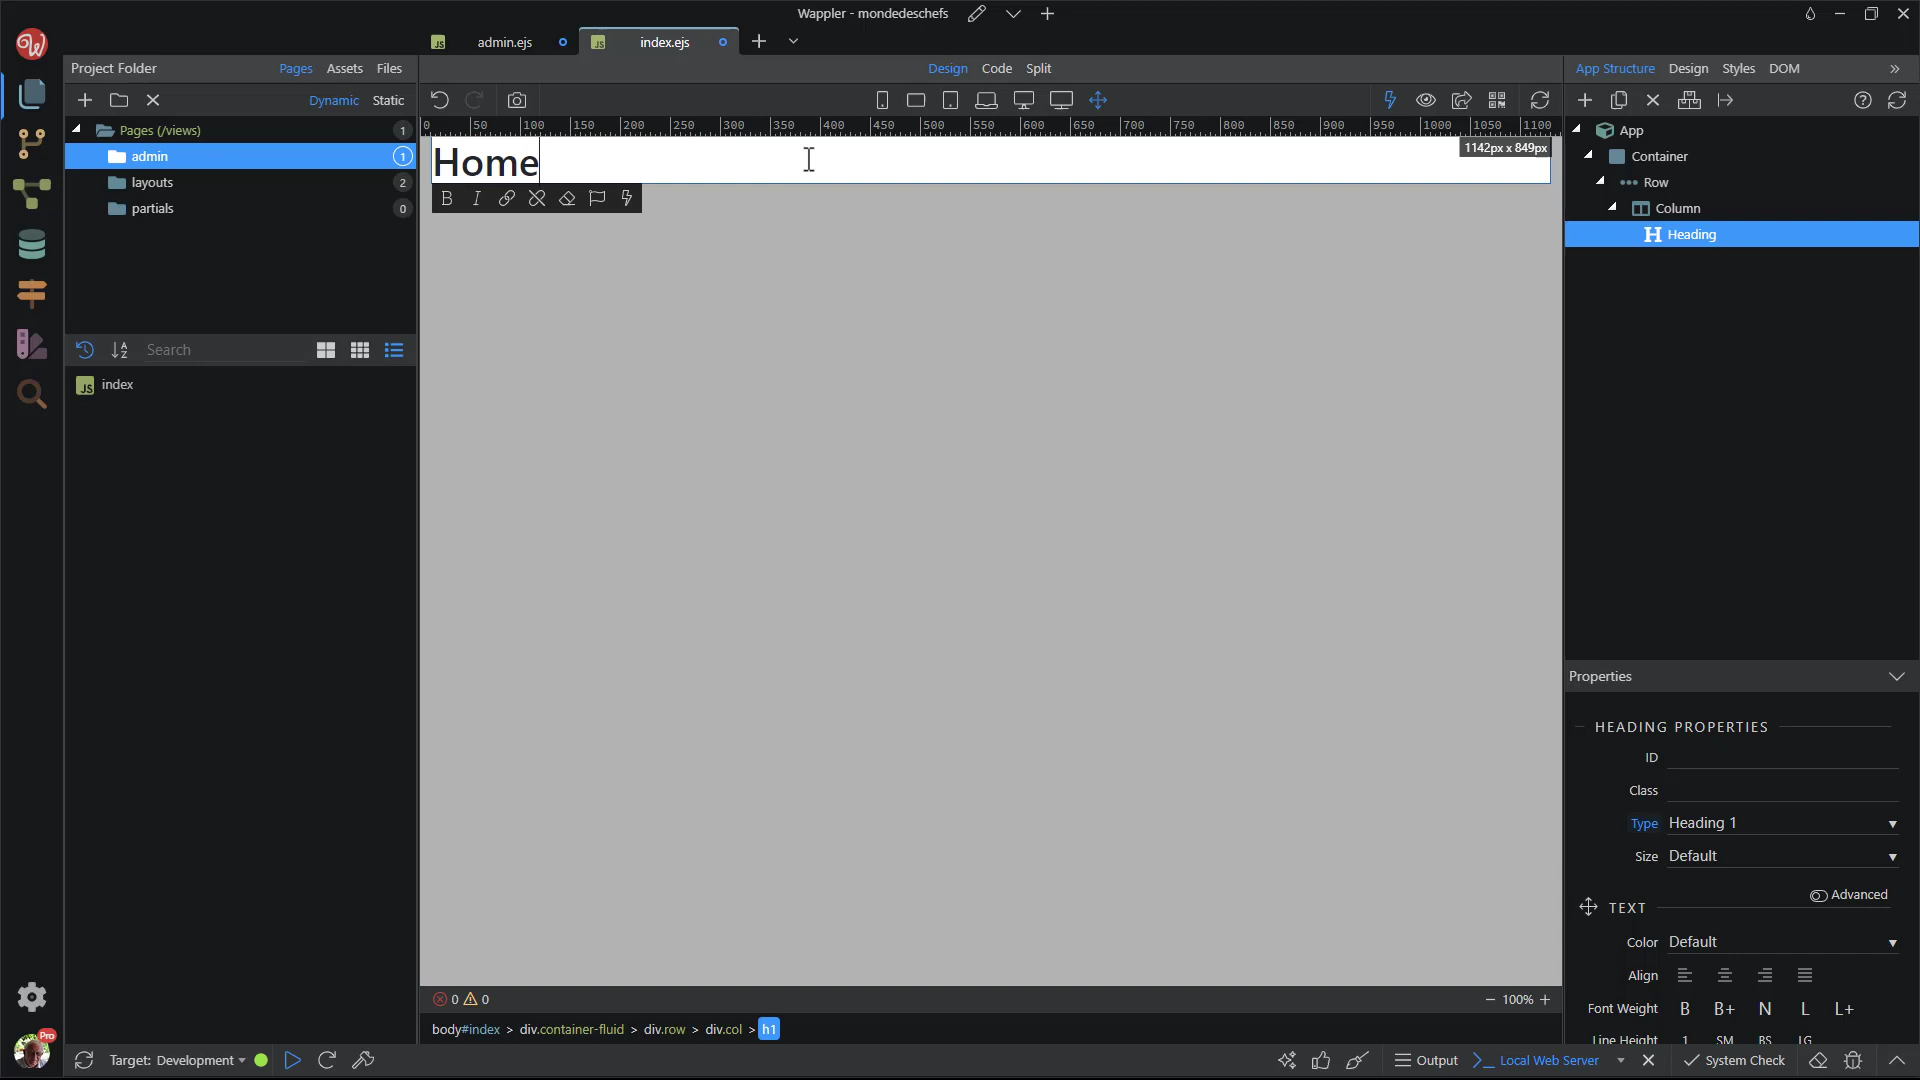 Wappler - mondedeschefs
admin.ejs
index.ejs
Project Folder
Pages Assets Files
Design Code Split
App Structure Design Styles DOM
Dynamic Static
0 50 100 150 200 250 300 350 400 450 500 550 600 650 700 750 800 850 900 950 1000 1050 1100
Pages (/views) 1
admin 1
layouts 2
partials 0
Home
1142px x 849px
App
Container
Row
Column
Heading
Search
index
Properties
HEADING PROPERTIES
ID
Class
Type Heading 1
Size Default
Advanced
TEXT
Color Default
Align
Font Weight B B+ N L L+
Line Height 1 SM BS LG
0 0
100%
body#index > div.container-fluid > div.row > div.col > h1
Pro
Target: Development
Output
Local Web Server
System Check